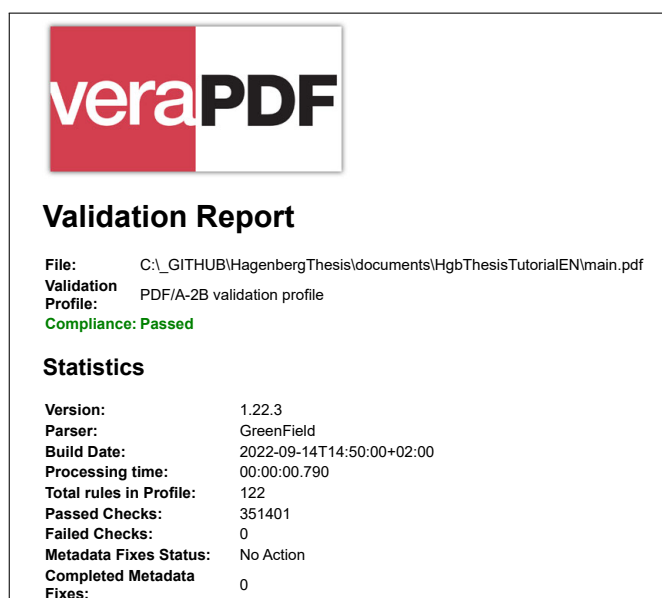 veraPDF
Validation Report
File: C:\_GITHUB\HagenbergThesis\documents\HgbThesisTutorialEN\main.pdf
Validation
Profile: PDF/A-2B validation profile
Compliance: Passed
Statistics
Version: 1.22.3
Parser: GreenField
Build Date: 2022-09-14T14:50:00+02:00
Processing time: 00:00:00.790
Total rules in Profile: 122
Passed Checks: 351401
Failed Checks: 0
Metadata Fixes Status: No Action
Completed Metadata
Fixes: 0